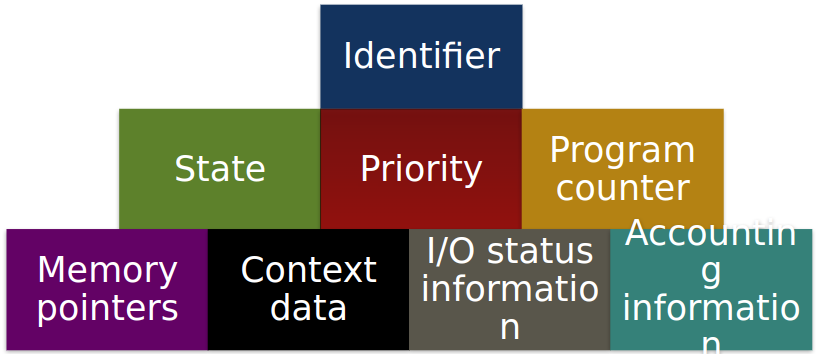 Identifier
State
Priority
Program
counter
Memory
pointers
Context
data
I/O status
informatio
n
Accountin
g
informatio
n